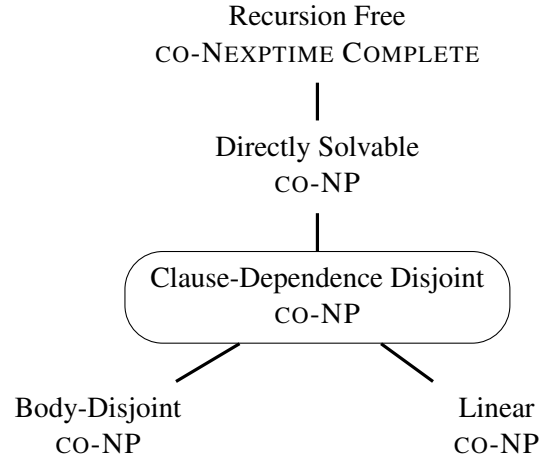 Recursion Free
CO-NEXPTIME COMPLETE
Directly Solvable
CO-NP
Clause-Dependence Disjoint
CO-NP
Body-Disjoint
CO-NP
Linear
CO-NP